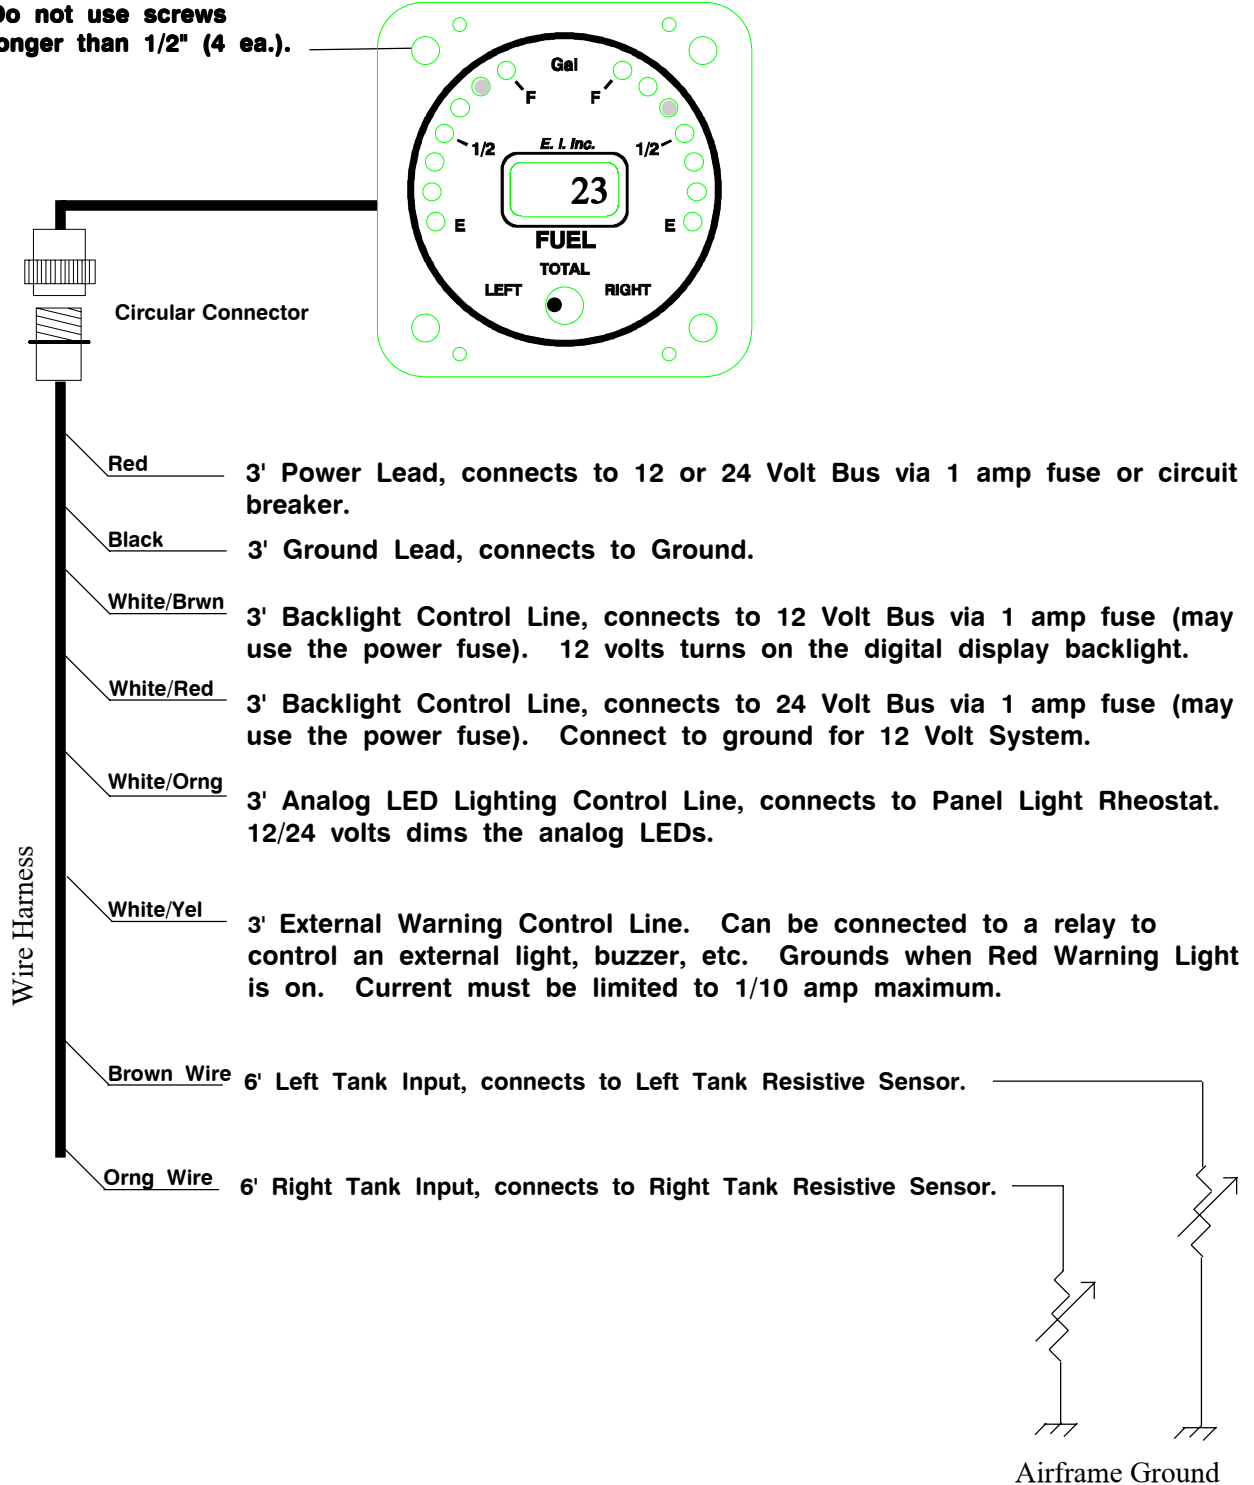 Do not use screws
onger than 1/2" (4 ea.).
Gal
F F
1/2 E. I. Inc. 1/2
23
E E
FUEL
TOTAL
LEFT RIGHT
Circular Connector
Red
3' Power Lead, connects to 12 or 24 Volt Bus via 1 amp fuse or circuit
breaker.
Black
3' Ground Lead, connects to Ground.
White/Brwn
3' Backlight Control Line, connects to 12 Volt Bus via 1 amp fuse (may
use the power fuse). 12 volts turns on the digital display backlight.
White/Red
3' Backlight Control Line, connects to 24 Volt Bus via 1 amp fuse (may
use the power fuse). Connect to ground for 12 Volt System.
White/Orng
3' Analog LED Lighting Control Line, connects to Panel Light Rheostat.
12/24 volts dims the analog LEDs.
Wire Harness
White/Yel
3' External Warning Control Line. Can be connected to a relay to
control an external light, buzzer, etc. Grounds when Red Warning Light
is on. Current must be limited to 1/10 amp maximum.
Brown Wire
6' Left Tank Input, connects to Left Tank Resistive Sensor.
Orng Wire
6' Right Tank Input, connects to Right Tank Resistive Sensor.
Airframe Ground